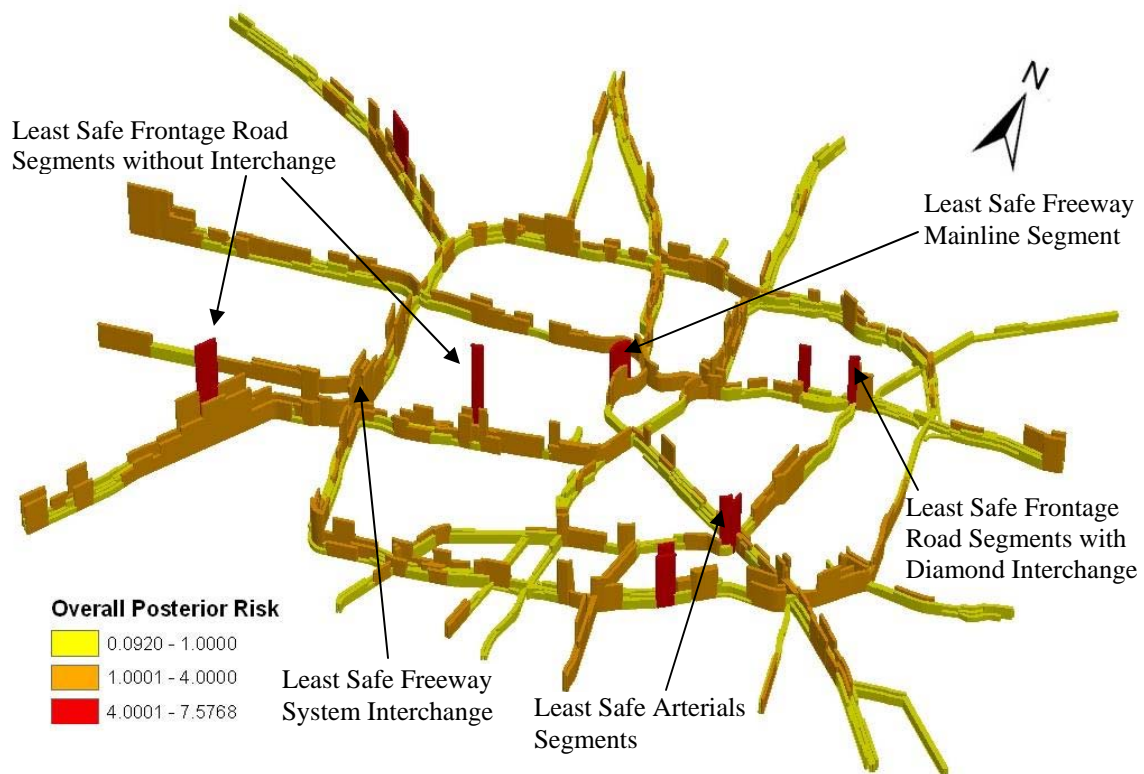 N
Least Safe Frontage Road
Segments without Interchange
Least Safe Freeway
Mainline Segment
Least Safe Frontage
Road Segments with
Diamond Interchange
Overall Posterior Risk
0.0920 - 1.0000
1.0001 - 4.0000
4.0001 - 7.5768
Least Safe Freeway
System Interchange
Least Safe Arterials
Segments